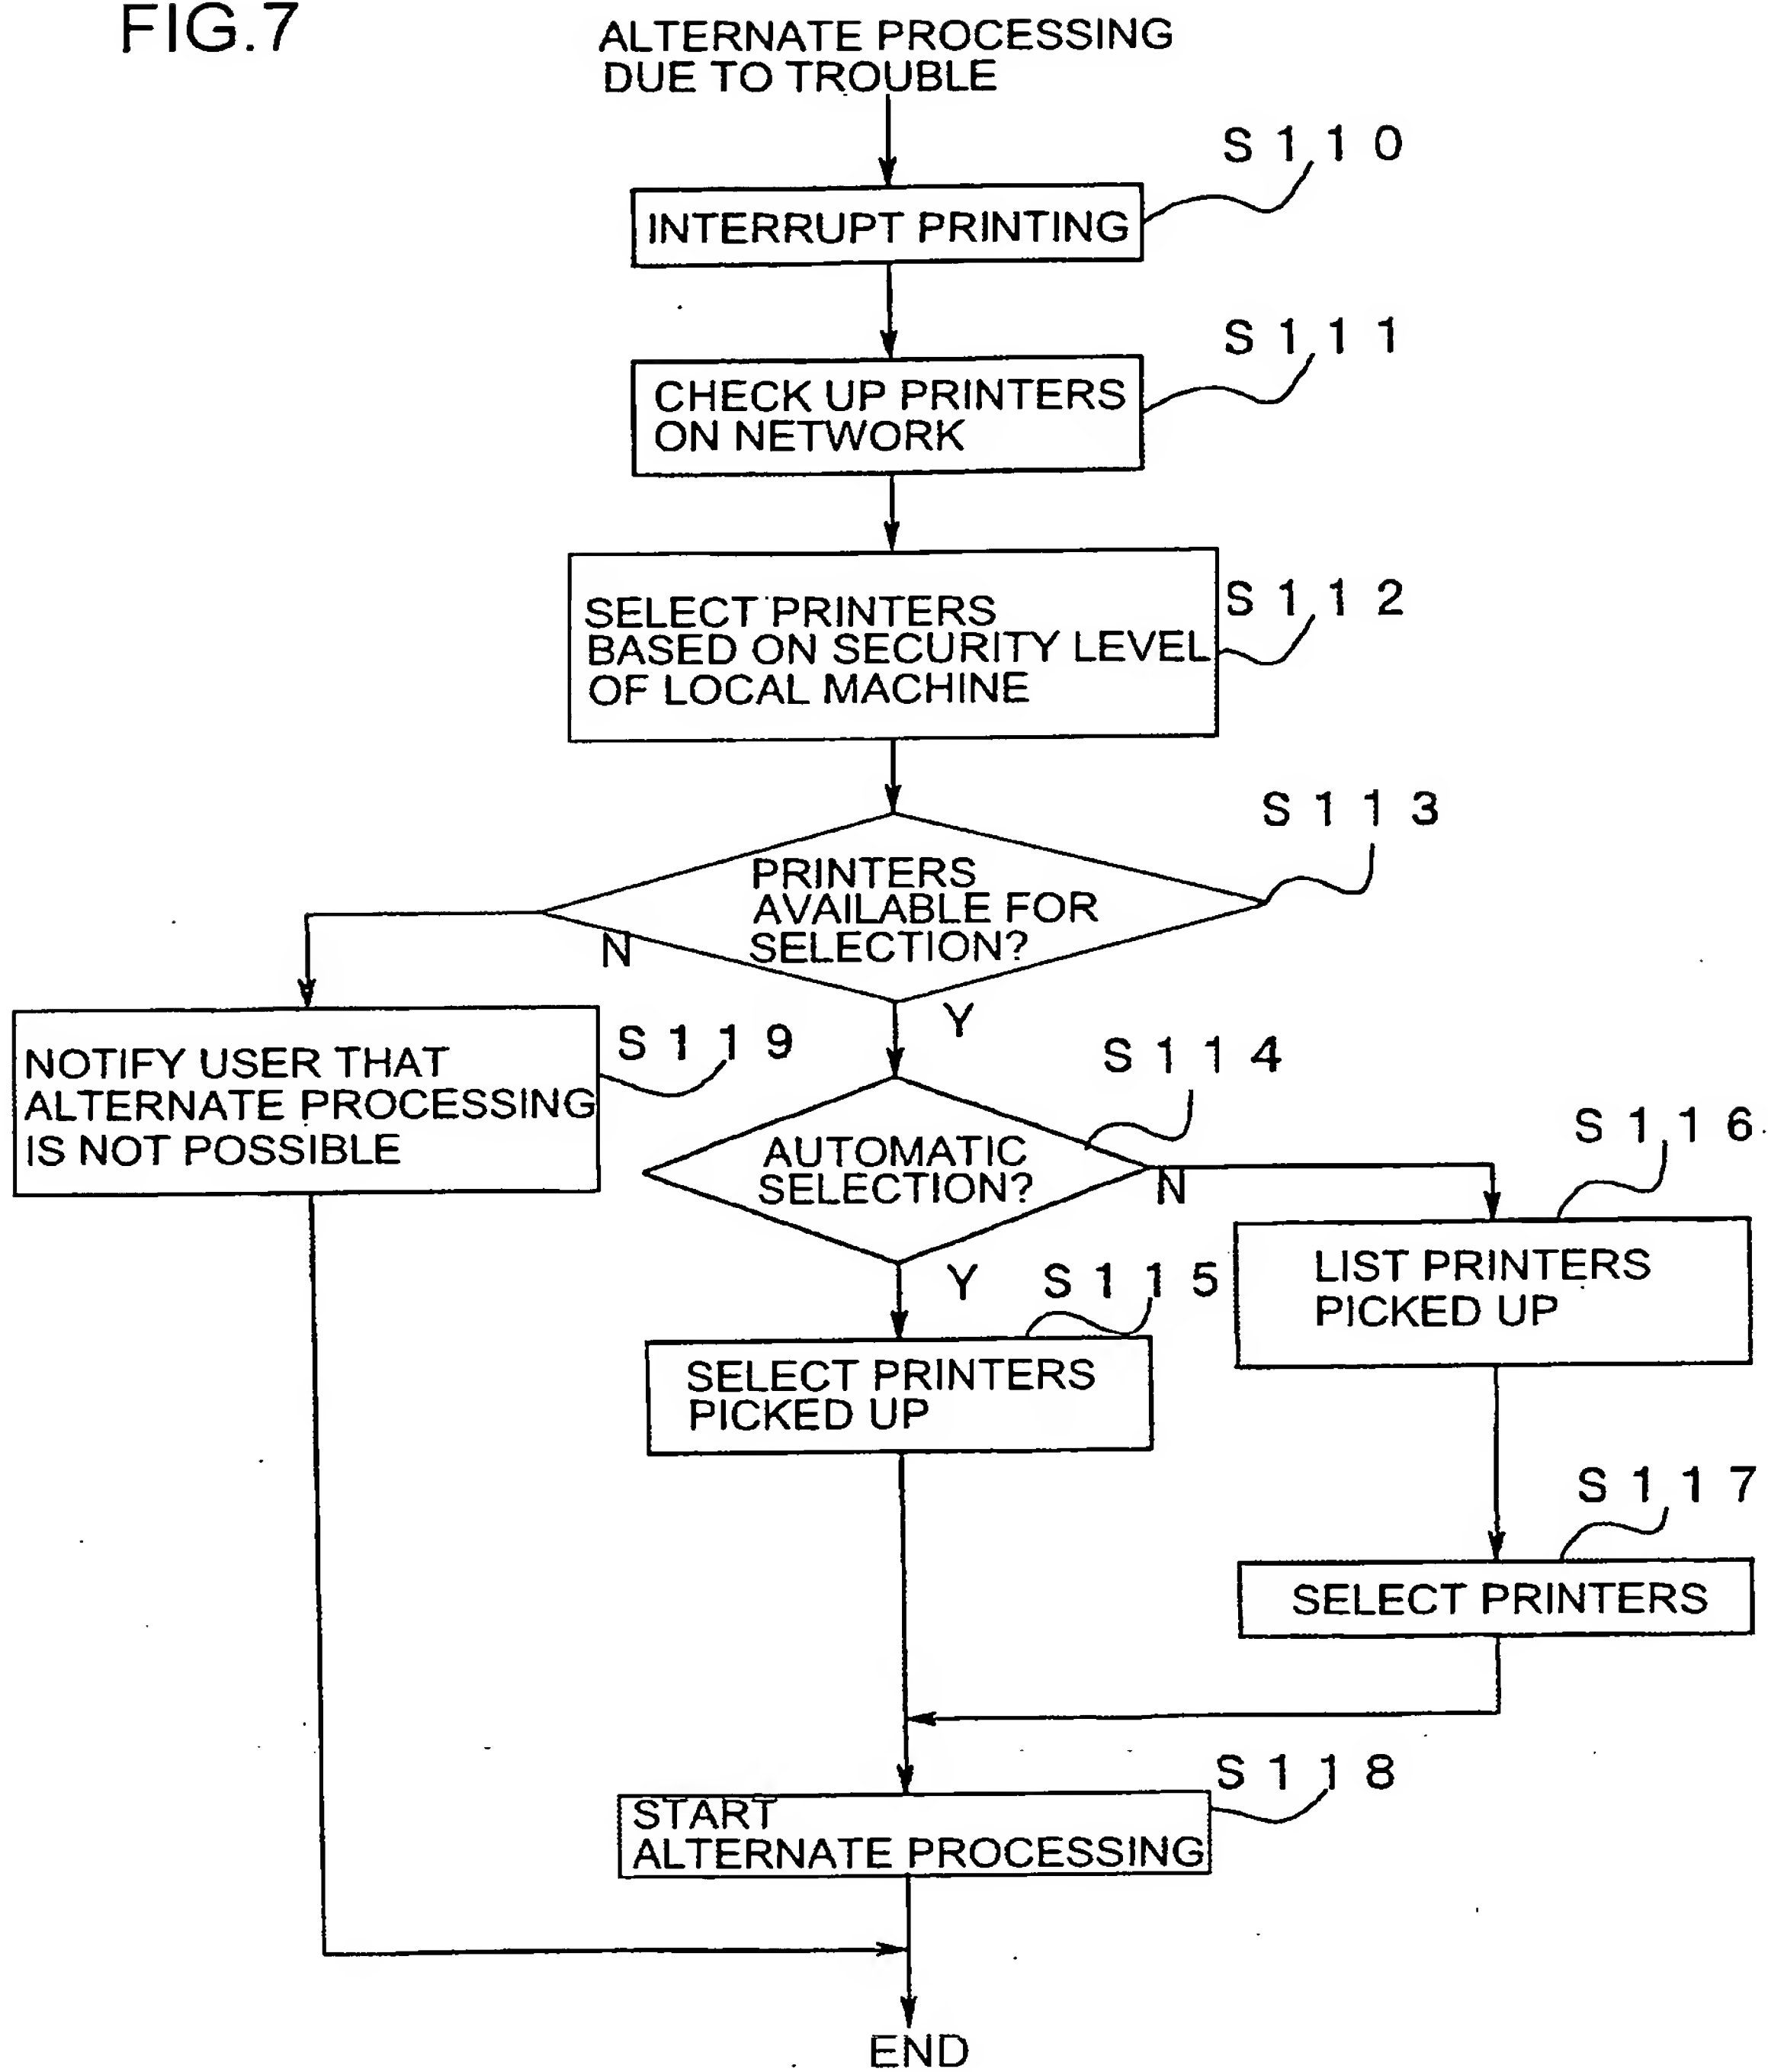 FIG.7
ALTERNATE PROCESSING
DUE TO TROUBLE
S110
INTERRUPT PRINTING
S111
CHECK UP PRINTERS
ON NETWORK
S112
SELECT PRINTERS
BASED ON SECURITY LEVEL
OF LOCAL MACHINE
S113
PRINTERS
AVAILABLE FOR
SELECTION?
N
Y
S119
NOTIFY USER THAT
ALTERNATE PROCESSING
IS NOT POSSIBLE
S114
AUTOMATIC
SELECTION?
N
Y
S116
LIST PRINTERS
PICKED UP
S115
SELECT PRINTERS
PICKED UP
S117
SELECT PRINTERS
S118
START
ALTERNATE PROCESSING
END